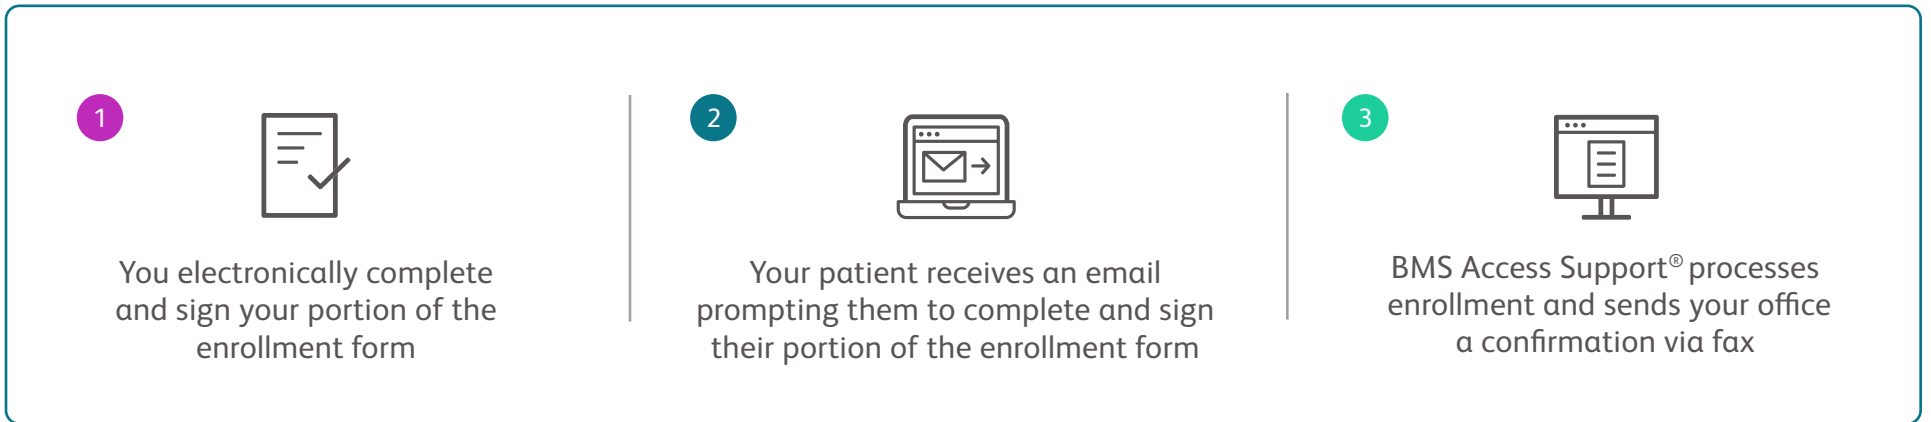 1
You electronically complete
and sign your portion of the
enrollment form
2
Your patient receives an email
prompting them to complete and sign
their portion of the enrollment form
3
BMS Access Support® processes
enrollment and sends your office
a confirmation via fax